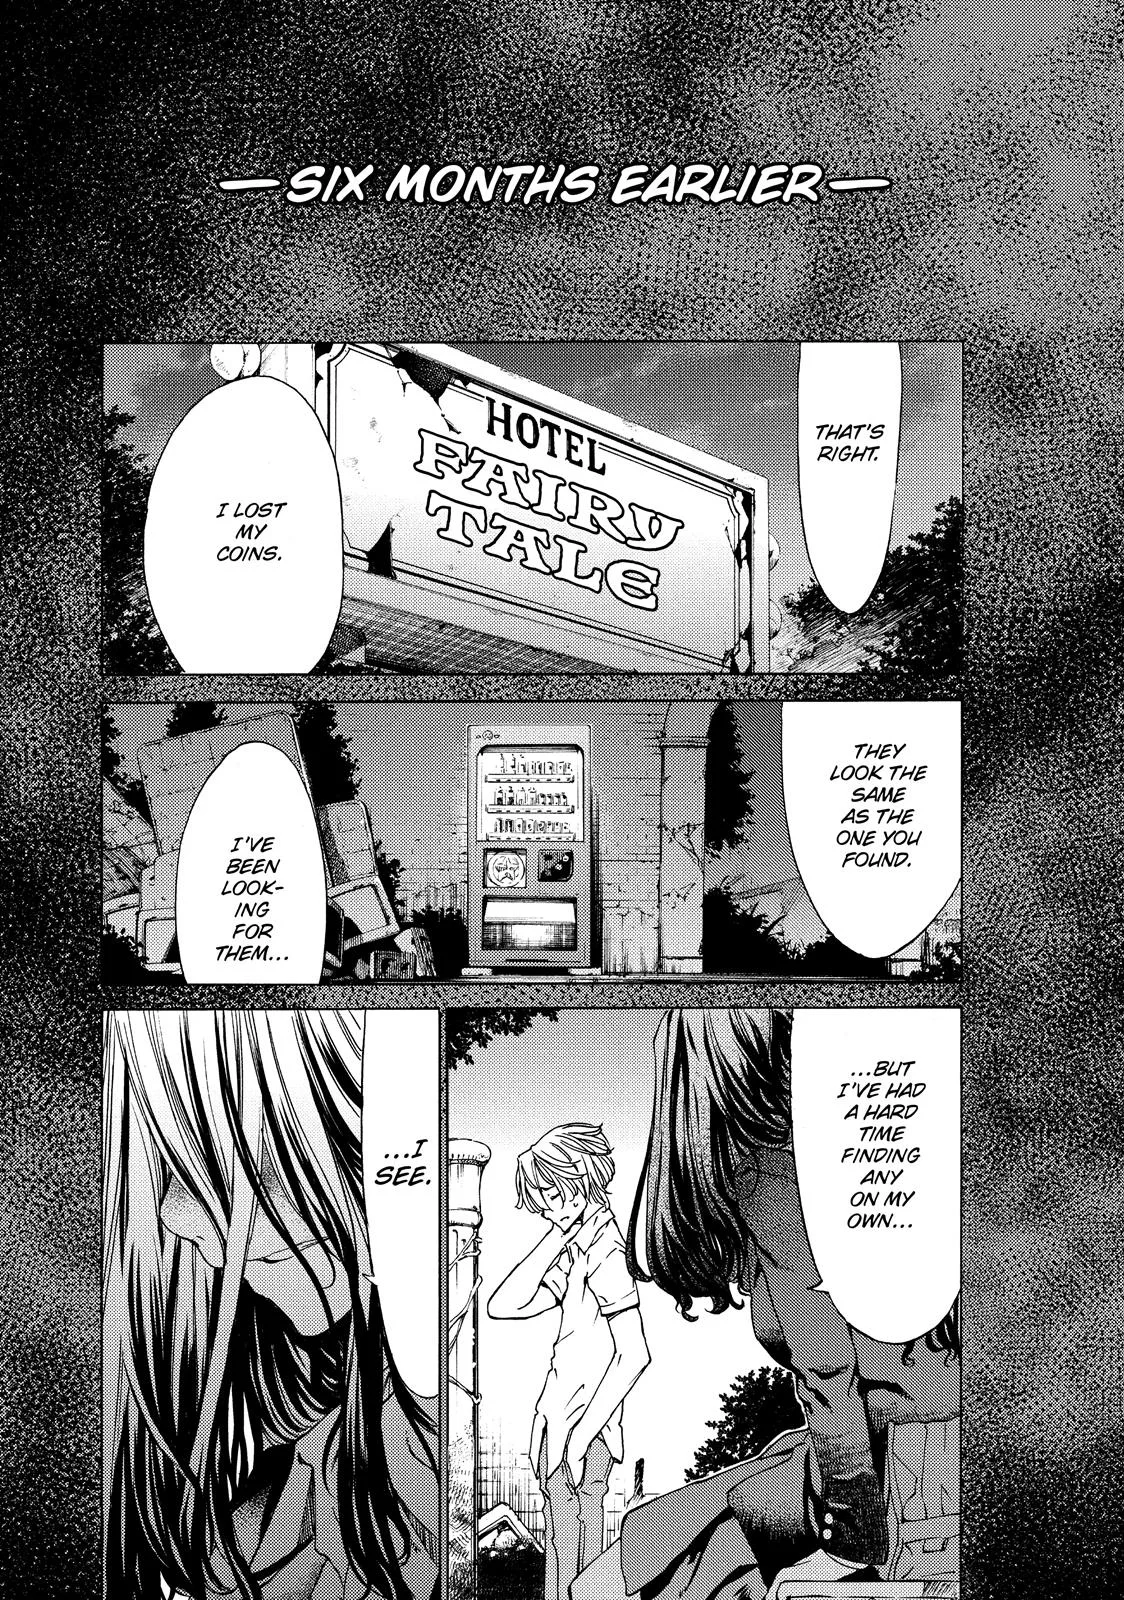 —SIX MONTHS EARLIER—
THAT'S
RIGHT.
HOTEL
FAIRY
TALE
I LOST
MY
COINS.
THEY
LOOK THE
SAME
AS THE
ONE YOU
FOUND.
I'VE
BEEN
LOOK-
ING
FOR
THEM...
...BUT
I'VE HAD
A HARD
TIME
FINDING
ANY
ON MY
OWN...
...I
SEE.